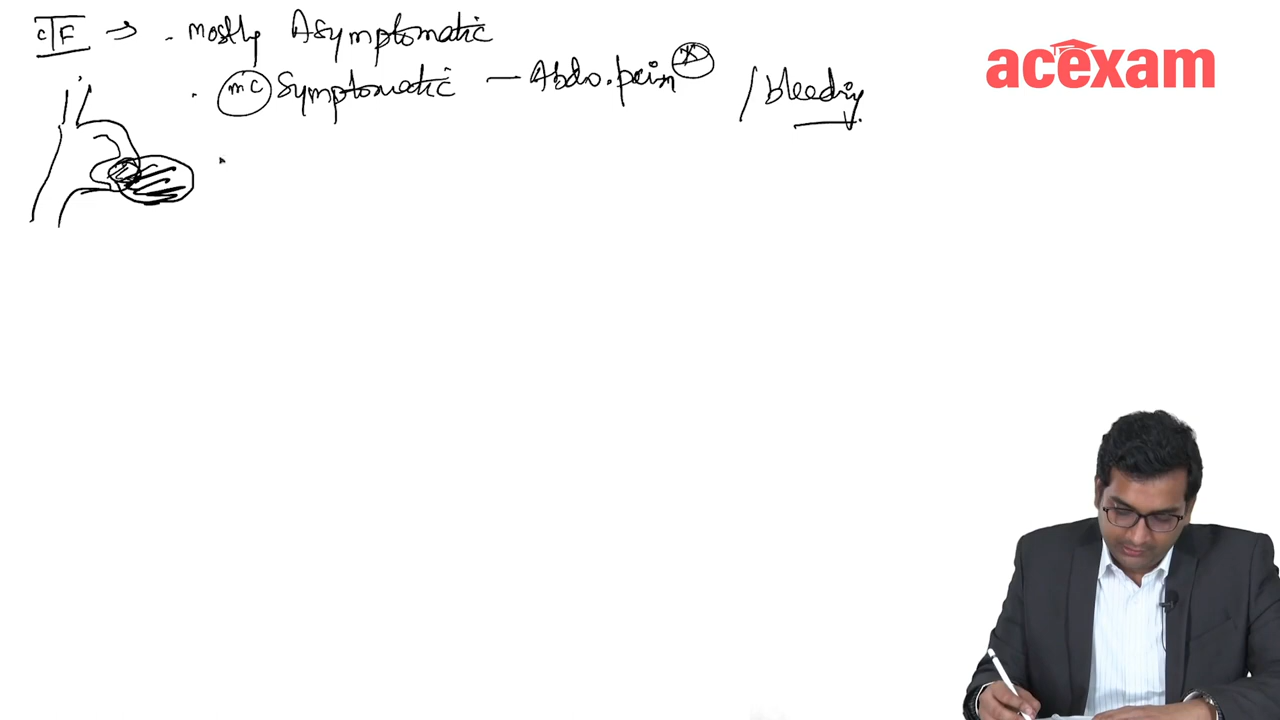 C/F → . mostly Asymptomatic
. mc Symptomatic — Abdo. pain * / bleeding
acexam